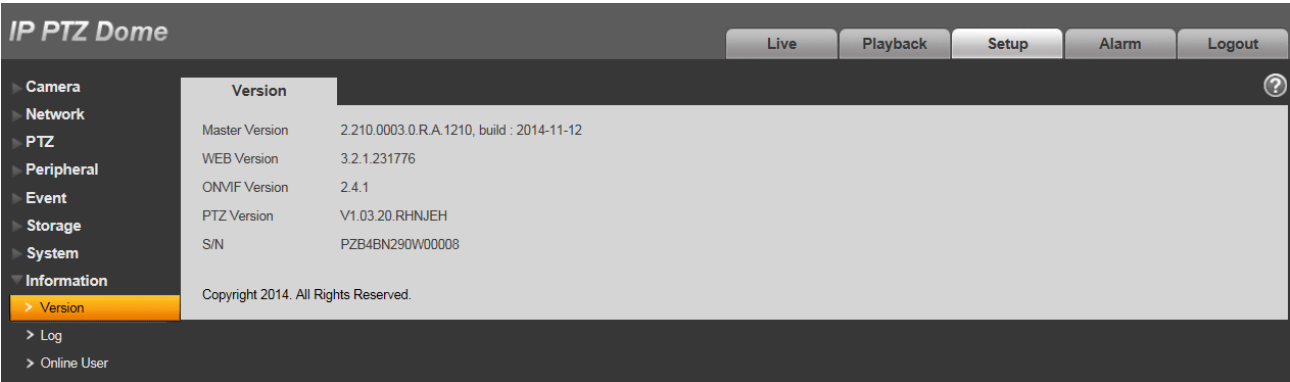 IP PTZ Dome
Live Playback Setup Alarm Logout
Camera
Network
PTZ
Peripheral
Event
Storage
System
Information
> Version
> Log
> Online User
Version
?
Master Version 2.210.0003.0.R.A.1210, build : 2014-11-12
WEB Version 3.2.1.231776
ONVIF Version 2.4.1
PTZ Version V1.03.20.RHNJEH
S/N PZB4BN290W00008
Copyright 2014. All Rights Reserved.